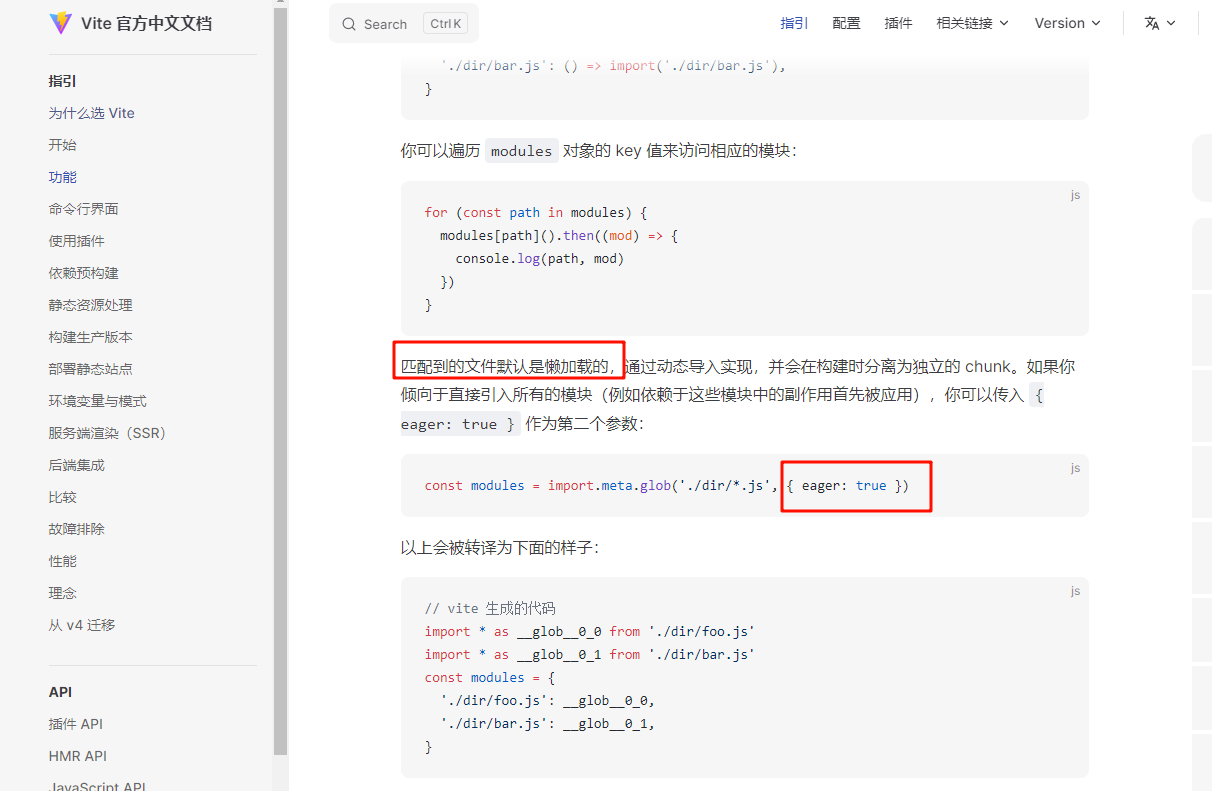 Vite 官方中文文档
Search Ctrl K
指引 配置 插件 相关链接 Version
指引
为什么选 Vite
开始
功能
命令行界面
使用插件
依赖预构建
静态资源处理
构建生产版本
部署静态站点
环境变量与模式
服务端渲染（SSR）
后端集成
比较
故障排除
性能
理念
从 v4 迁移
API
插件 API
HMR API
JavaScript API
'./dir/bar.js': () => import('./dir/bar.js'),
}
你可以遍历 modules 对象的 key 值来访问相应的模块：
js
for (const path in modules) {
modules[path]().then((mod) => {
console.log(path, mod)
})
}
匹配到的文件默认是懒加载的，通过动态导入实现，并会在构建时分离为独立的 chunk。如果你
倾向于直接引入所有的模块（例如依赖于这些模块中的副作用首先被应用），你可以传入 {
eager: true } 作为第二个参数：
js
const modules = import.meta.glob('./dir/*.js', { eager: true })
以上会被转译为下面的样子：
js
// vite 生成的代码
import * as __glob__0_0 from './dir/foo.js'
import * as __glob__0_1 from './dir/bar.js'
const modules = {
'./dir/foo.js': __glob__0_0,
'./dir/bar.js': __glob__0_1,
}